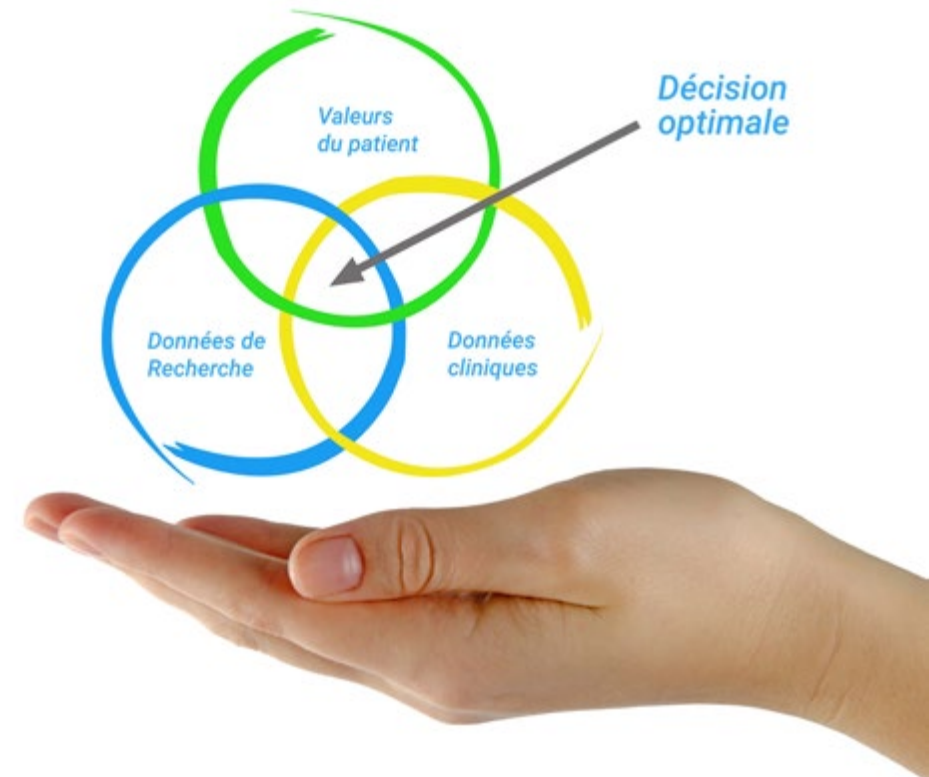 Valeurs
du patient
Décision
optimale
Données de
Recherche
Données
cliniques